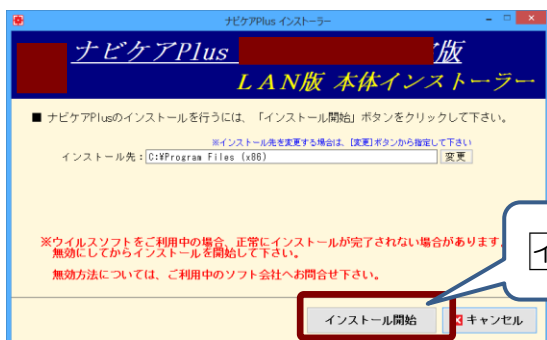 ナビケアPlus インストーラー
ナビケアPlus 版
LAN版 本体インストーラー
■ ナビケアPlusのインストールを行うには、「インストール開始」ボタンをクリックして下さい。
※インストール先を変更する場合は、[変更]ボタンから指定して下さい
インストール先：C:¥Program Files (x86) 変更
※ウイルスソフトをご利用中の場合、正常にインストールが完了されない場合があります。
無効にしてからインストールを開始して下さい。
無効方法については、ご利用中のソフト会社へお問合せ下さい。
インストール開始 キャンセル